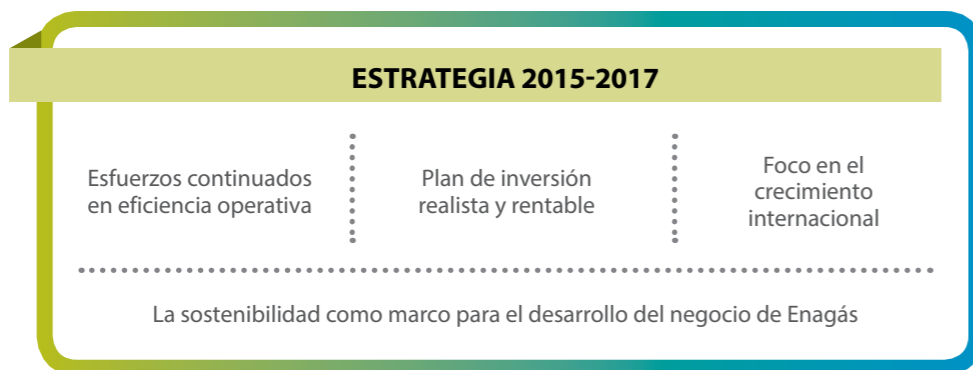 ESTRATEGIA 2015-2017
Esfuerzos continuados
en eficiencia operativa
Plan de inversión
realista y rentable
Foco en el
crecimiento
internacional
La sostenibilidad como marco para el desarrollo del negocio de Enagás